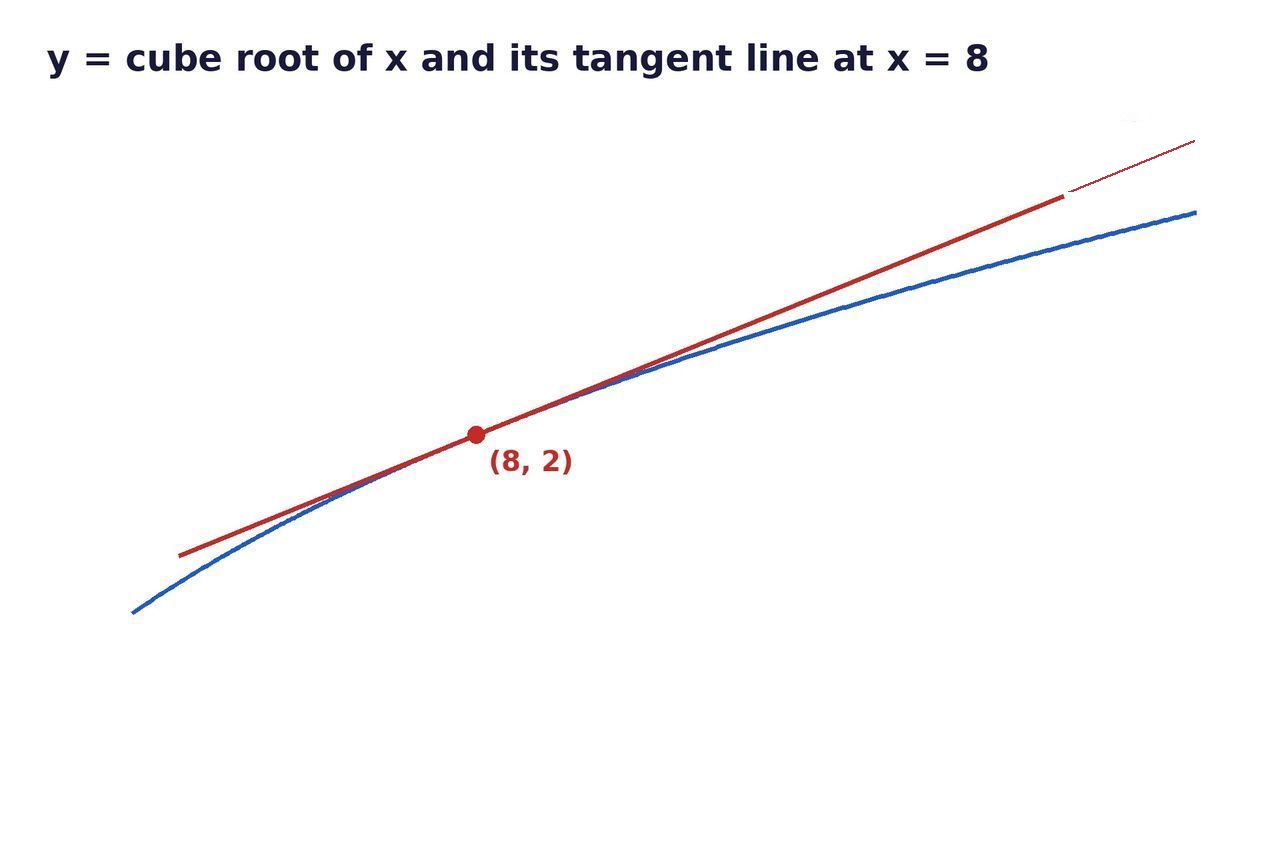 y = cube root of x and its tangent line at x = 8
(8, 2)